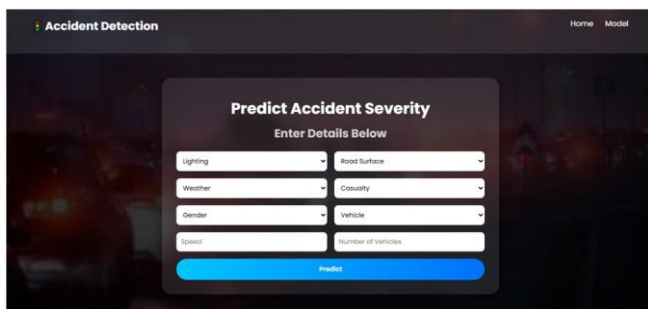 Accident Detection
Home Model
Predict Accident Severity
Enter Details Below
Lighting Road Surface
Weather Casualty
Gender Vehicle
Speed Number of Vehicles
Predict